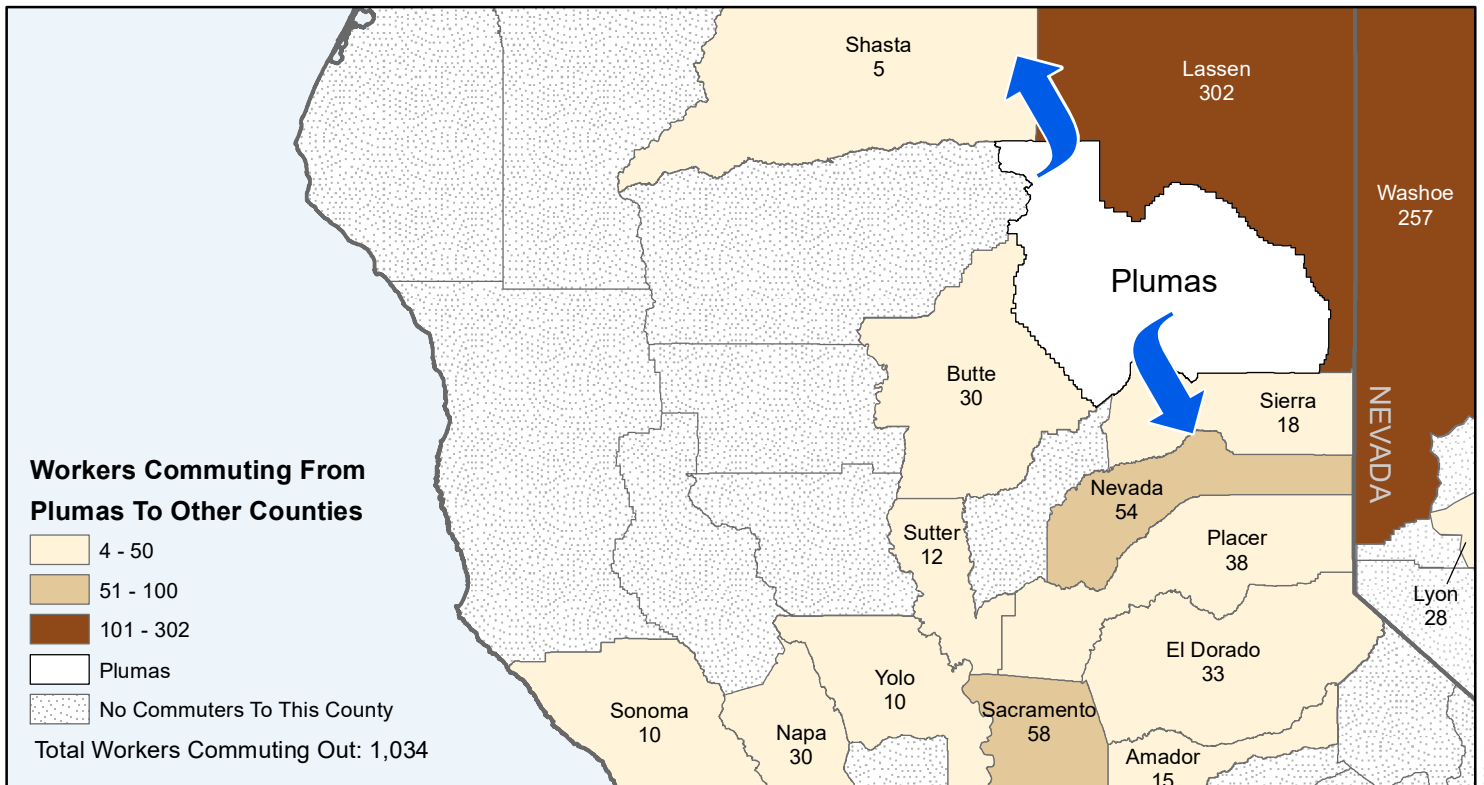 Shasta
5
Lassen
302
Washoe
257
Plumas
Butte
30
Sierra
18
NEVADA
Nevada
54
Sutter
12
Placer
38
Lyon
28
El Dorado
33
Yolo
10
Sonoma
10
Napa
30
Sacramento
58
Amador
15
Workers Commuting From
Plumas To Other Counties
4 - 50
51 - 100
101 - 302
Plumas
No Commuters To This County
Total Workers Commuting Out: 1,034